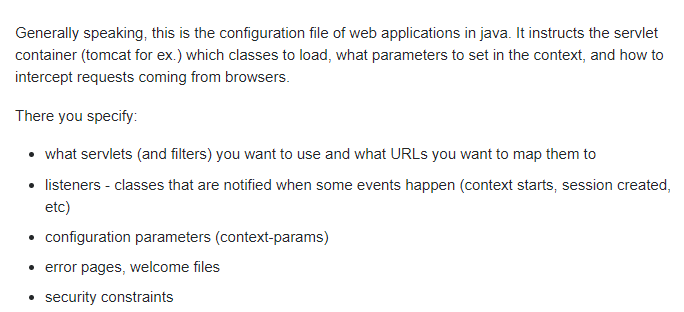 Generally speaking, this is the configuration file of web applications in java. It instructs the servlet
container (tomcat for ex.) which classes to load, what parameters to set in the context, and how to
intercept requests coming from browsers.
There you specify:
• what servlets (and filters) you want to use and what URLs you want to map them to
• listeners - classes that are notified when some events happen (context starts, session created,
etc)
• configuration parameters (context-params)
• error pages, welcome files
• security constraints